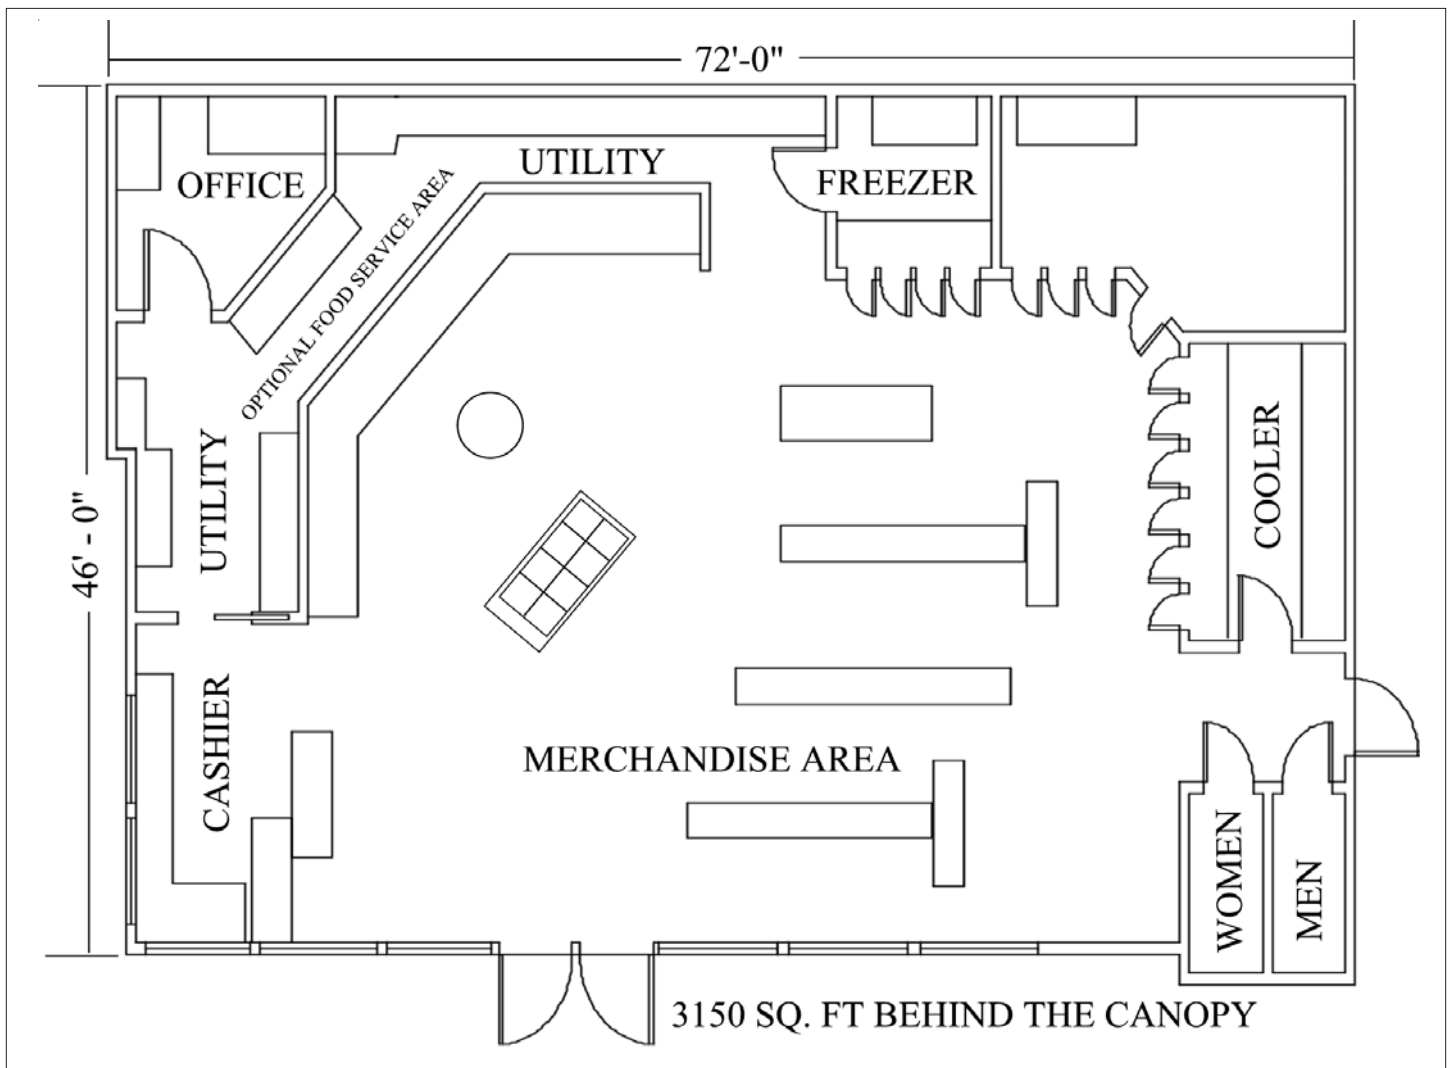 72'-0"
UTILITY
OFFICE
FREEZER
OPTIONAL FOOD SERVICE AREA
UTILITY
COOLER
46' - 0"
CASHIER
MERCHANDISE AREA
WOMEN
MEN
3150 SQ. FT BEHIND THE CANOPY